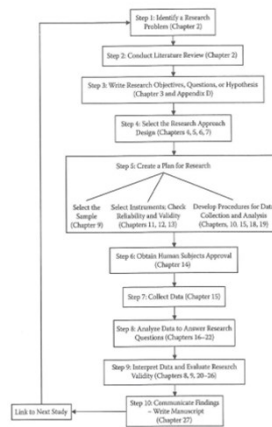 Step 1: Identify a Research
Problem (Chapter 2)
Step 2: Conduct Literature Review (Chapter 2)
Step 3: Write Research Objectives, Questions, or Hypothesis
(Chapter 3 and Appendix D)
Step 4: Select the Research Approach
Design (Chapters 4, 5, 6, 7)
Step 5: Create a Plan for Research
Select the
Sample
(Chapter 9)
Select Instruments; Check
Reliability and Validity
(Chapters 11, 12, 13)
Develop Procedures for Data
Collection and Analysis
(Chapters, 10, 15, 18, 19)
Step 6: Obtain Human Subjects Approval
(Chapter 14)
Step 7: Collect Data (Chapter 15)
Step 8: Analyze Data to Answer Research
Questions (Chapters 16–22)
Step 9: Interpret Data and Evaluate Research
Validity (Chapters 8, 9, 20–26)
Step 10: Communicate Findings
– Write Manuscript
(Chapter 27)
Link to Next Study